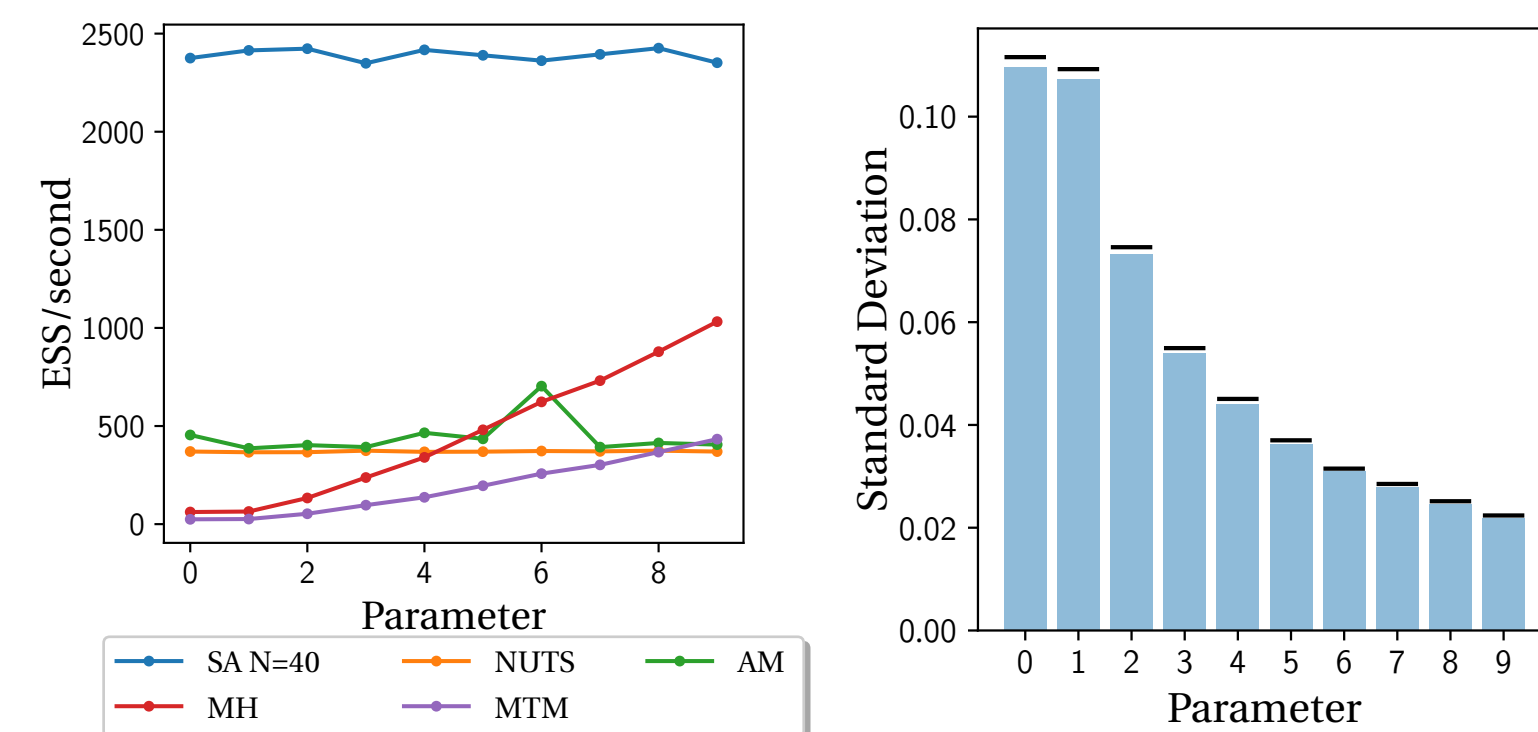 2500
2000
1500
1000
500
0
ESS/second
0 2 4 6 8
Parameter
SA N=40 NUTS AM
MH MTM
0.10
0.08
0.06
0.04
0.02
0.00
Standard Deviation
0 1 2 3 4 5 6 7 8 9
Parameter